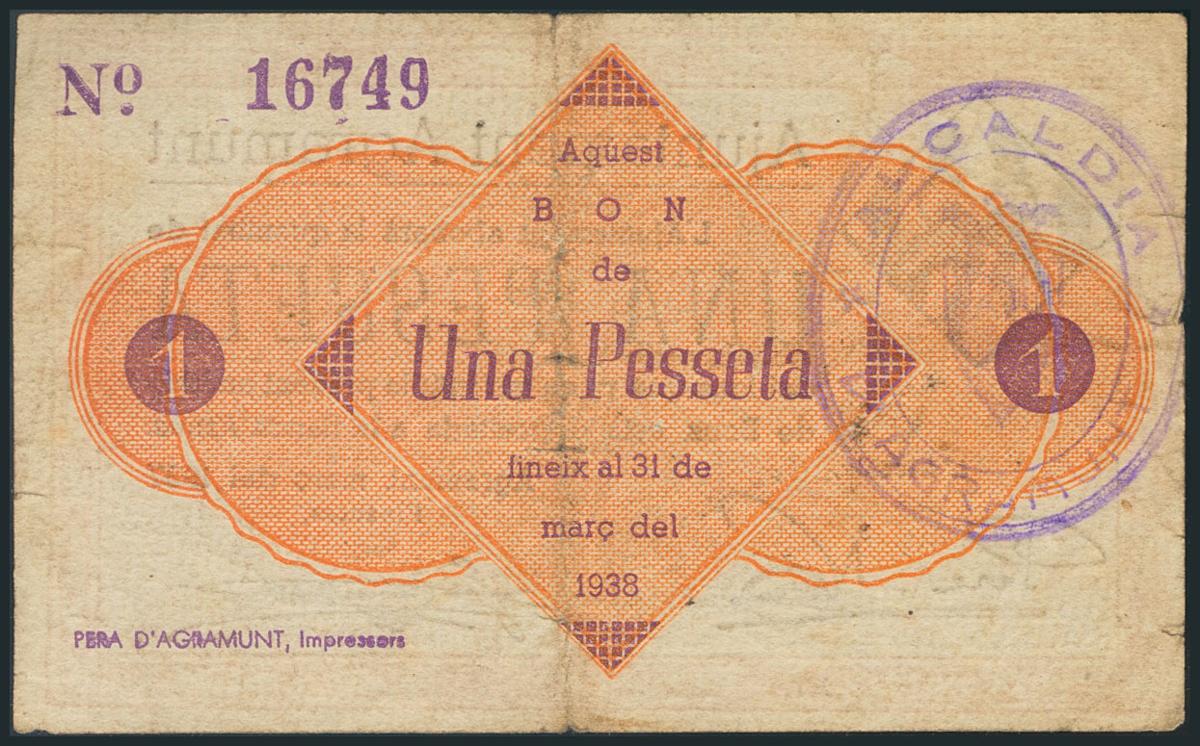 Nº 16749
Aquest
B O N
de
Una Pesseta
1
1
fineix al 31 de
març del
1938
PERA D'AGRAMUNT, Impressors
ALCALDIA
AGRAMUNT